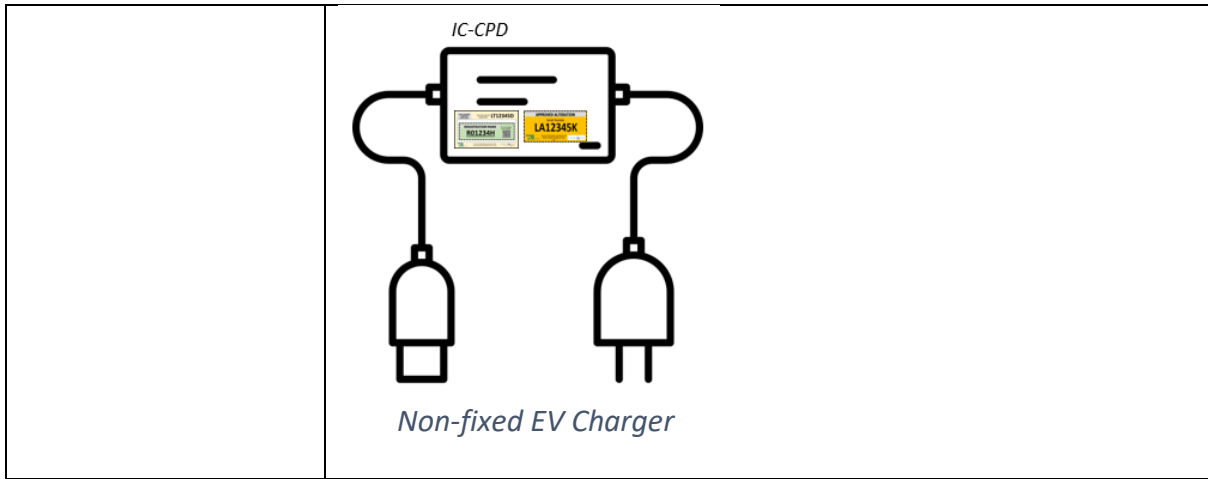 IC-CPD
LT12345D
APPROVED ALTERATION
LA12345K
R01234H
Non-fixed EV Charger